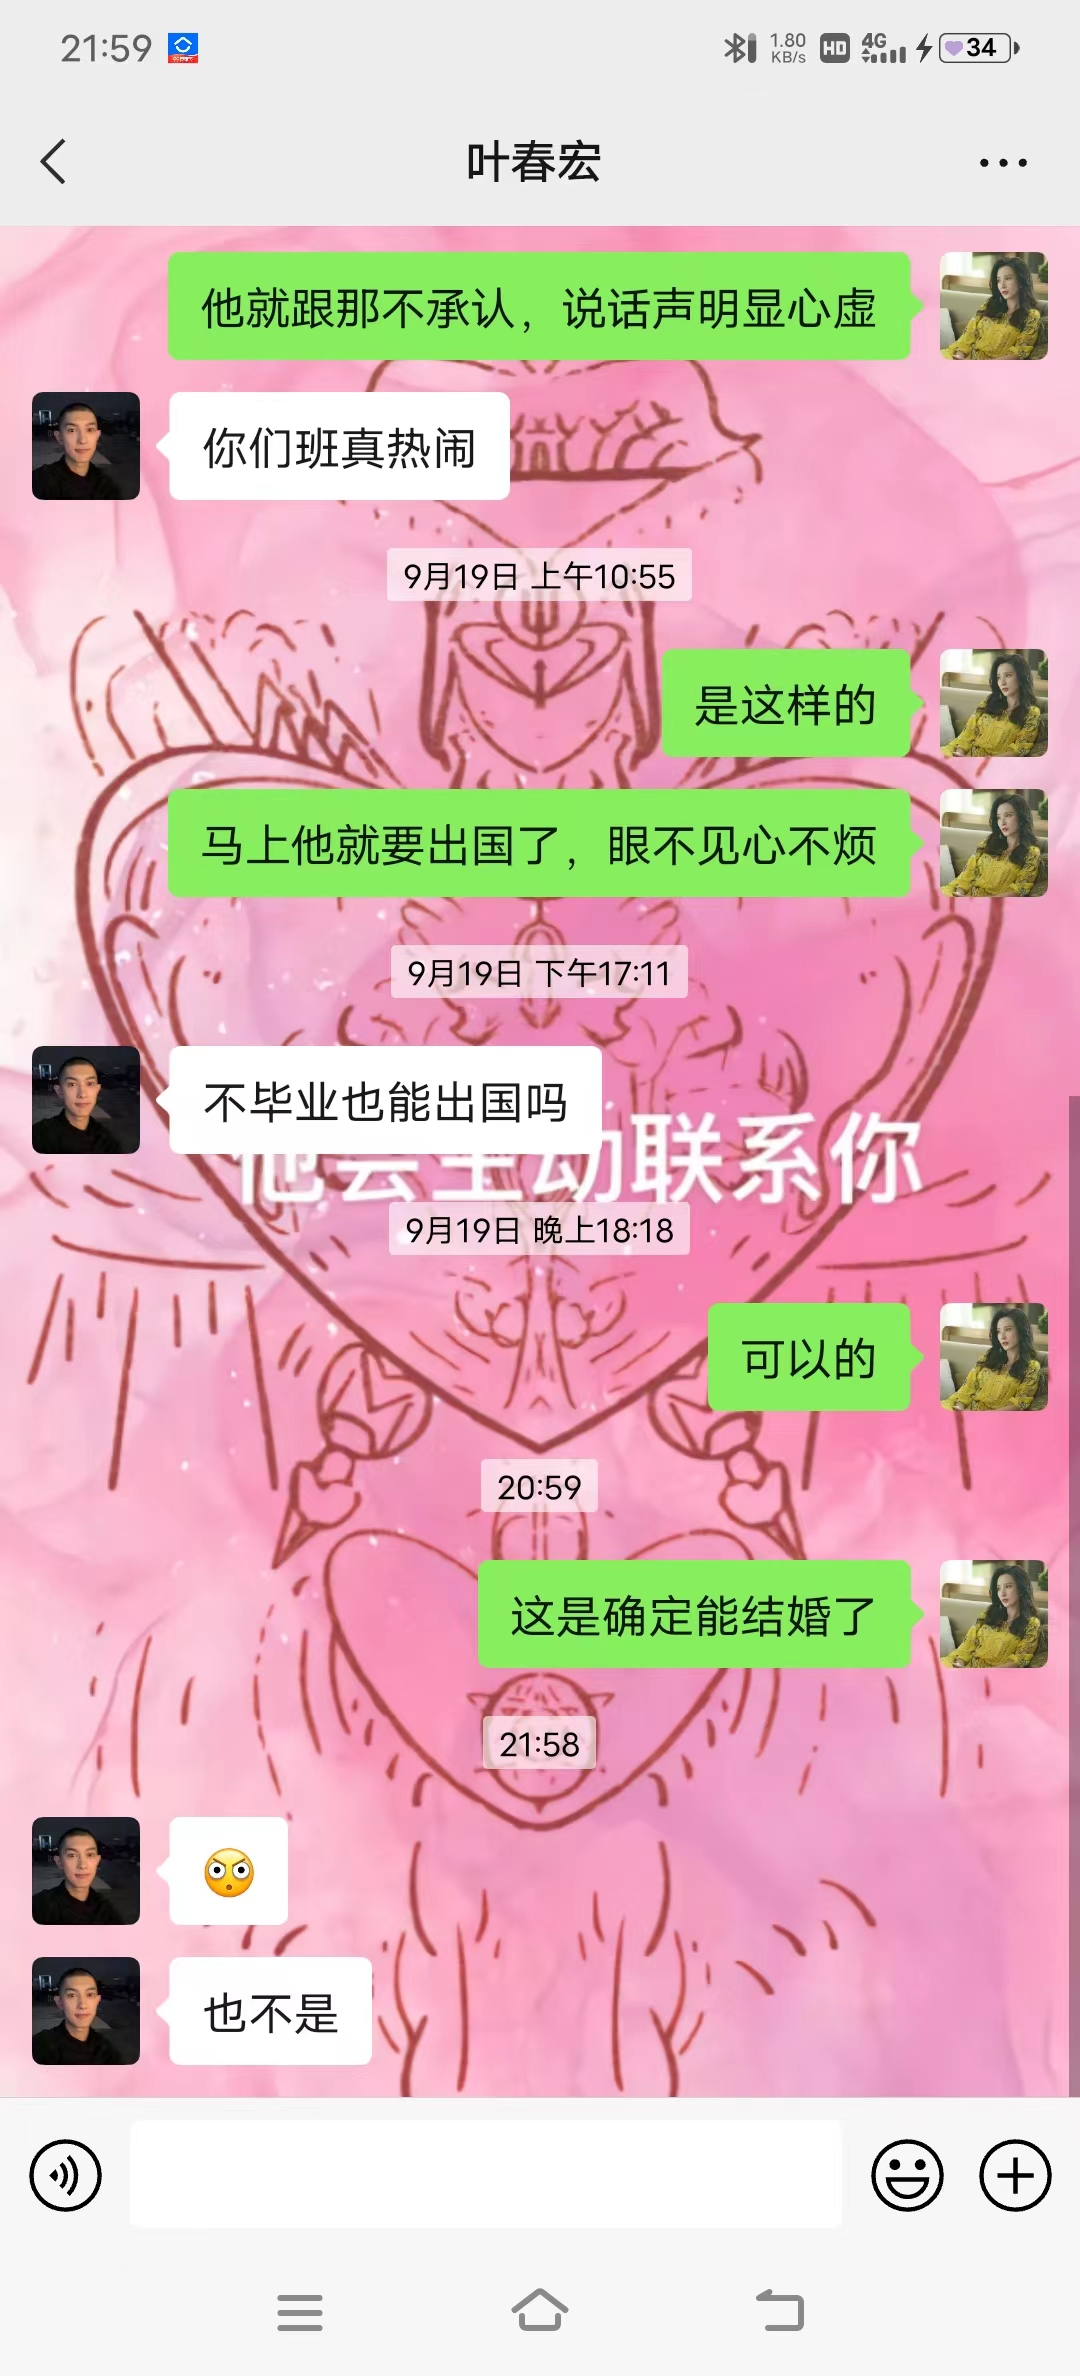 21:59
1.80
KB/s
HD
4G
34
叶春宏
他就跟那不承认，说话声明显心虚
你们班真热闹
9月19日 上午10:55
是这样的
马上他就要出国了，眼不见心不烦
9月19日 下午17:11
不毕业也能出国吗
他会主动联系你
9月19日 晚上18:18
可以的
20:59
这是确定能结婚了
21:58
也不是